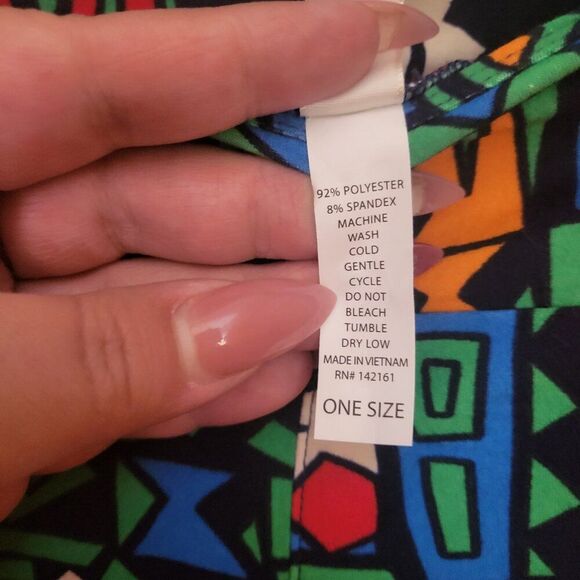 92% POLYESTER
8% SPANDEX
MACHINE
WASH
COLD
GENTLE
CYCLE
DO NOT
BLEACH
TUMBLE
DRY LOW
MADE IN VIETNAM
RN# 142161
ONE SIZE